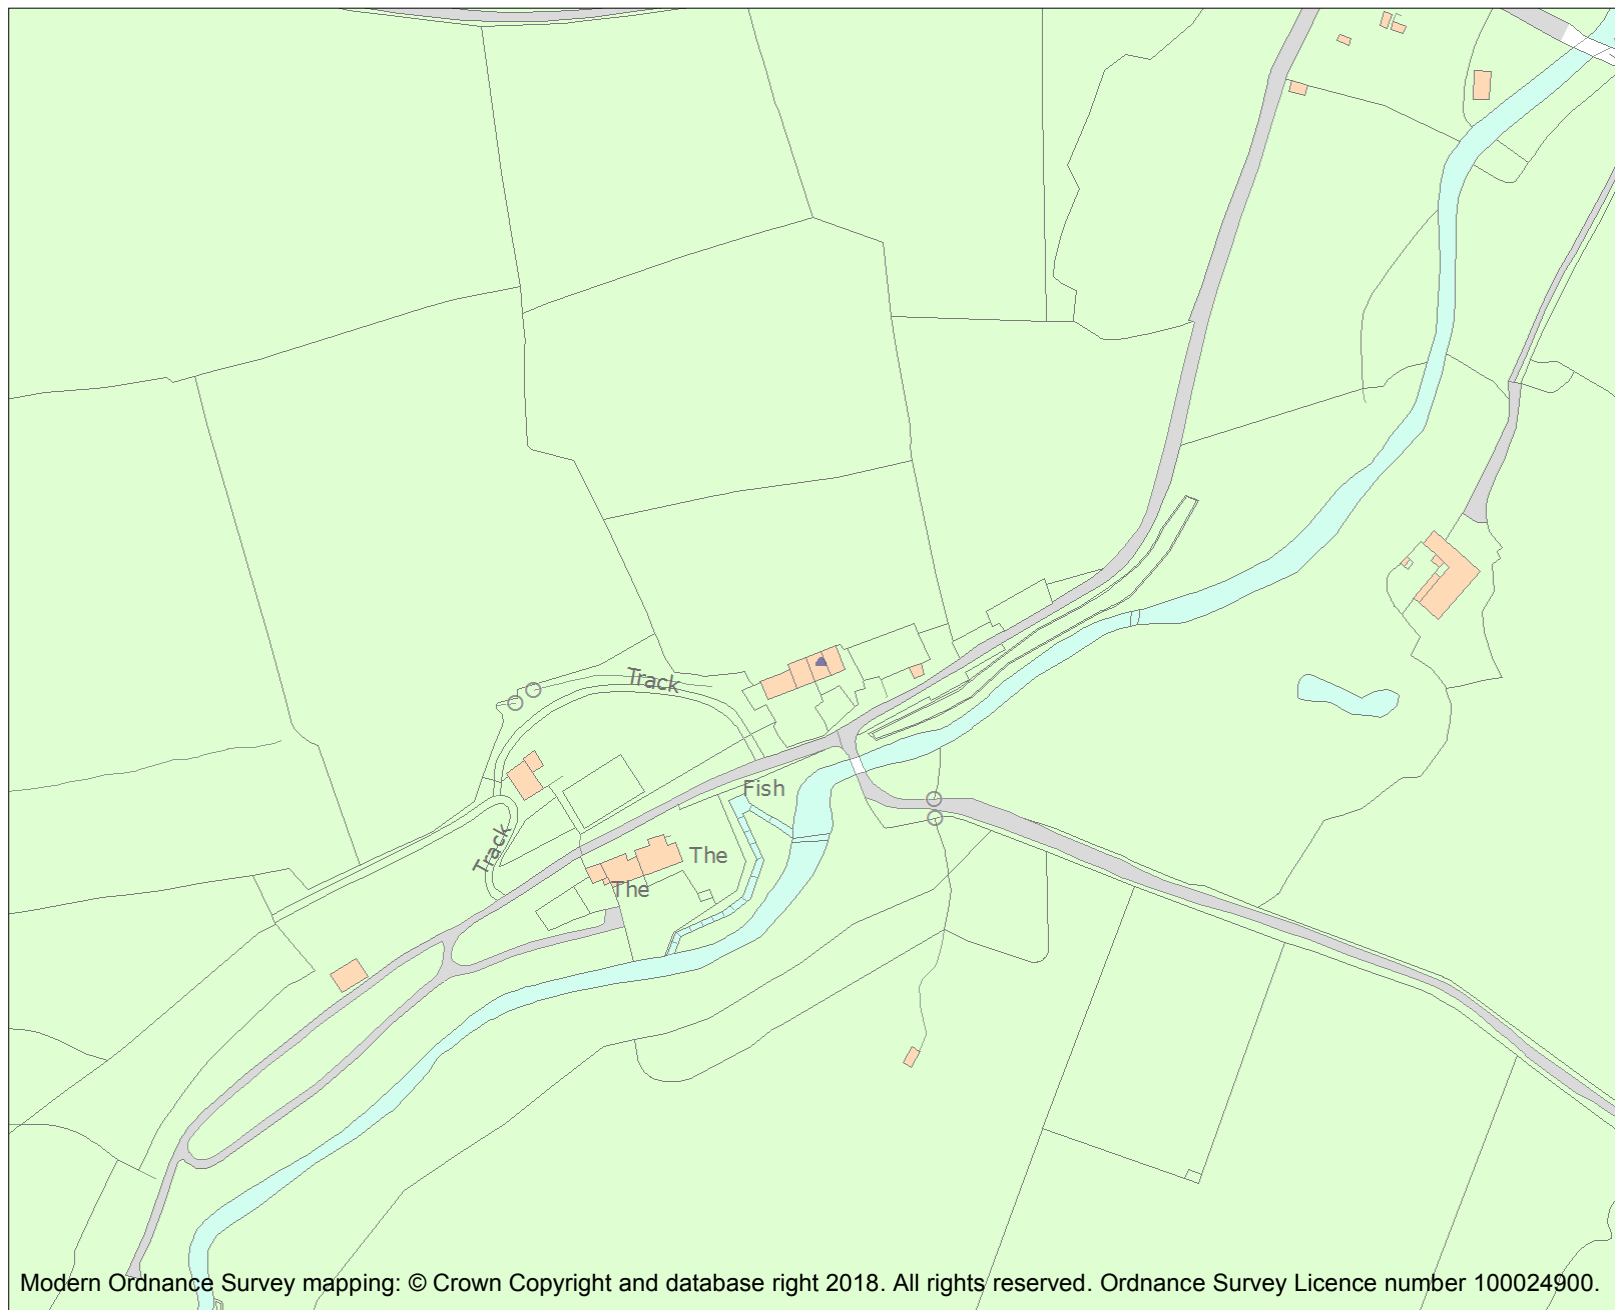 Track
Fish
Track
The
The
Modern Ordnance Survey mapping: © Crown Copyright and database right 2018. All rights reserved. Ordnance Survey Licence number 100024900.